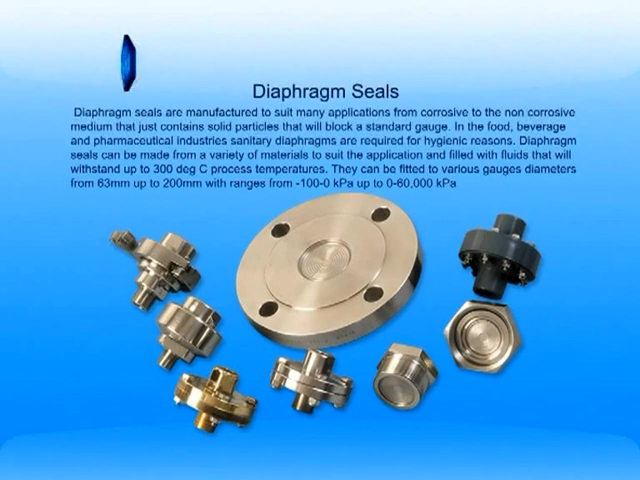 Diaphragm Seals
Diaphragm seals are manufactured to suit many applications from corrosive to the non corrosive
medium that just contains solid particles that will block a standard gauge. In the food, beverage
and pharmaceutical industries sanitary diaphragms are required for hygienic reasons. Diaphragm
seals can be made from a variety of materials to suit the application and filled with fluids that will
withstand up to 300 deg C process temperatures. They can be fitted to various gauges diameters
from 63mm up to 200mm with ranges from -100-0 kPa up to 0-60,000 kPa